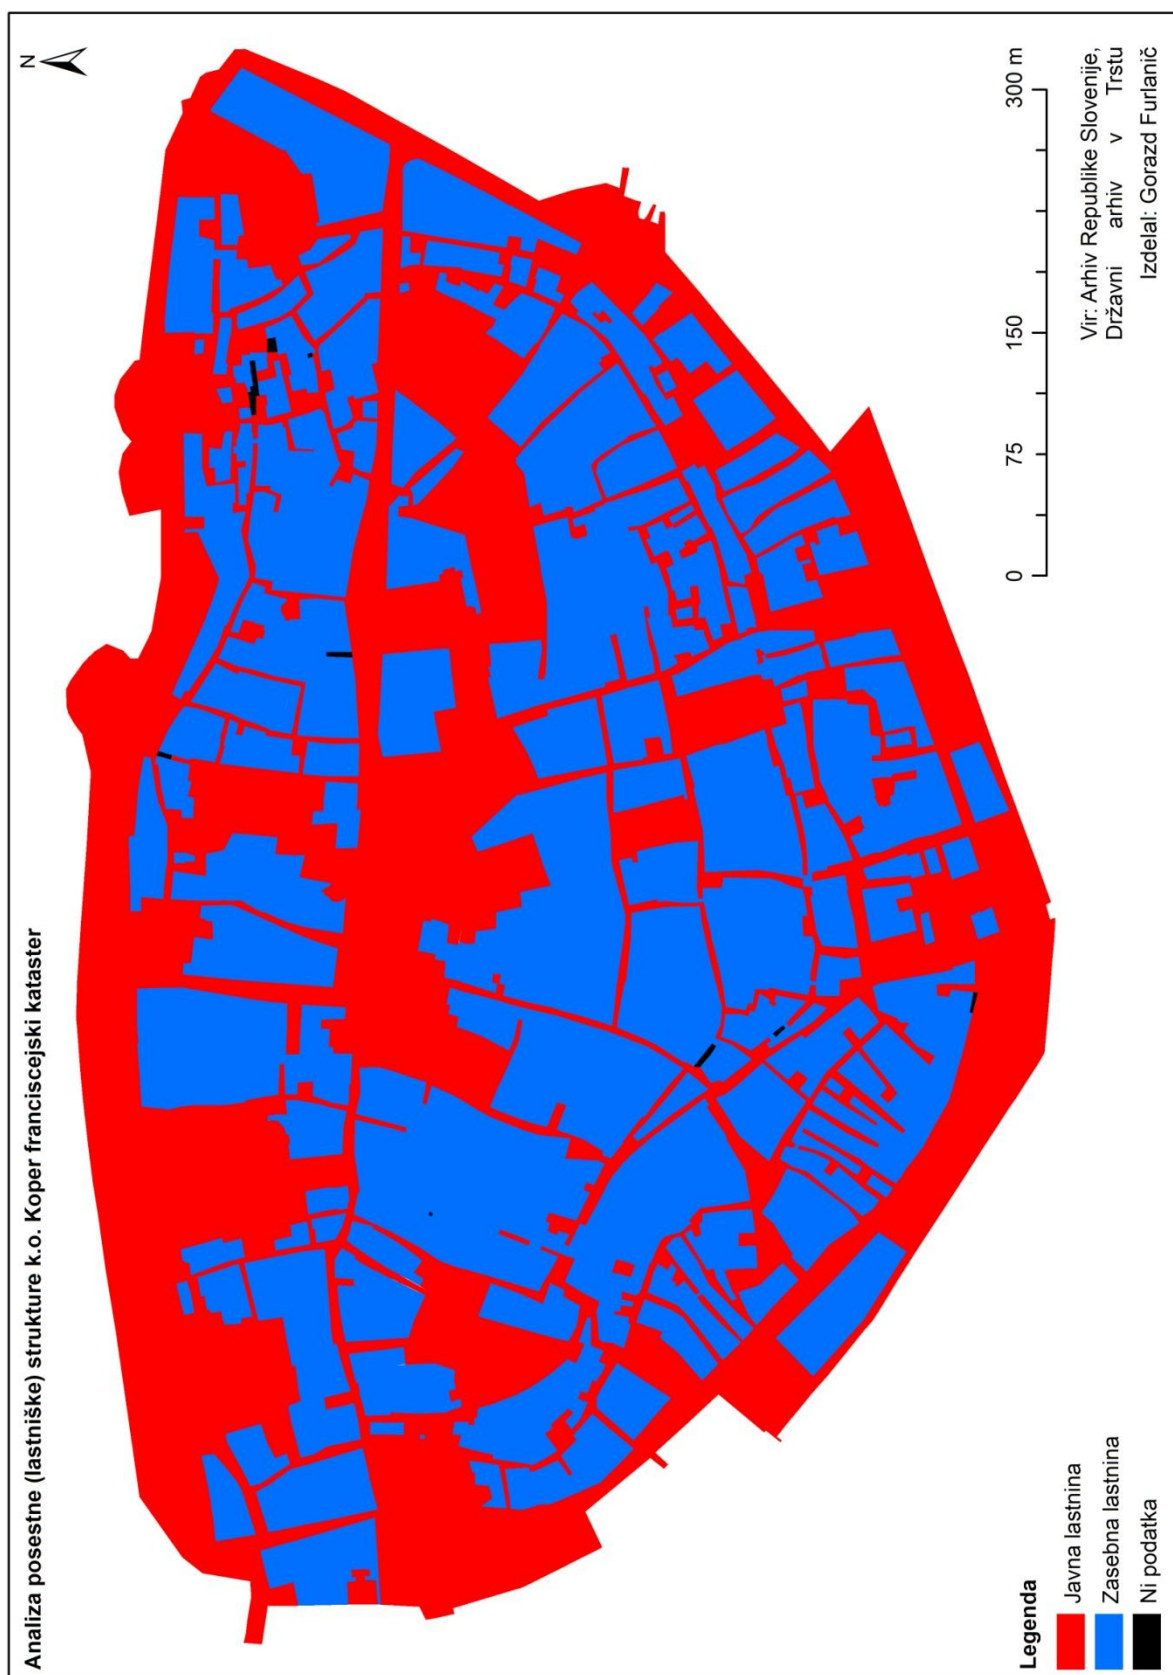 Analiza posestne (lastniške) strukture k.o. Koper franciscejski kataster
N
Legenda
Javna lastnina
Zasebna lastnina
Ni podatka
0 75 150 300 m
Vir: Arhiv Republike Slovenije,
Državni arhiv v Trstu
Izdelal: Gorazd Furlanič